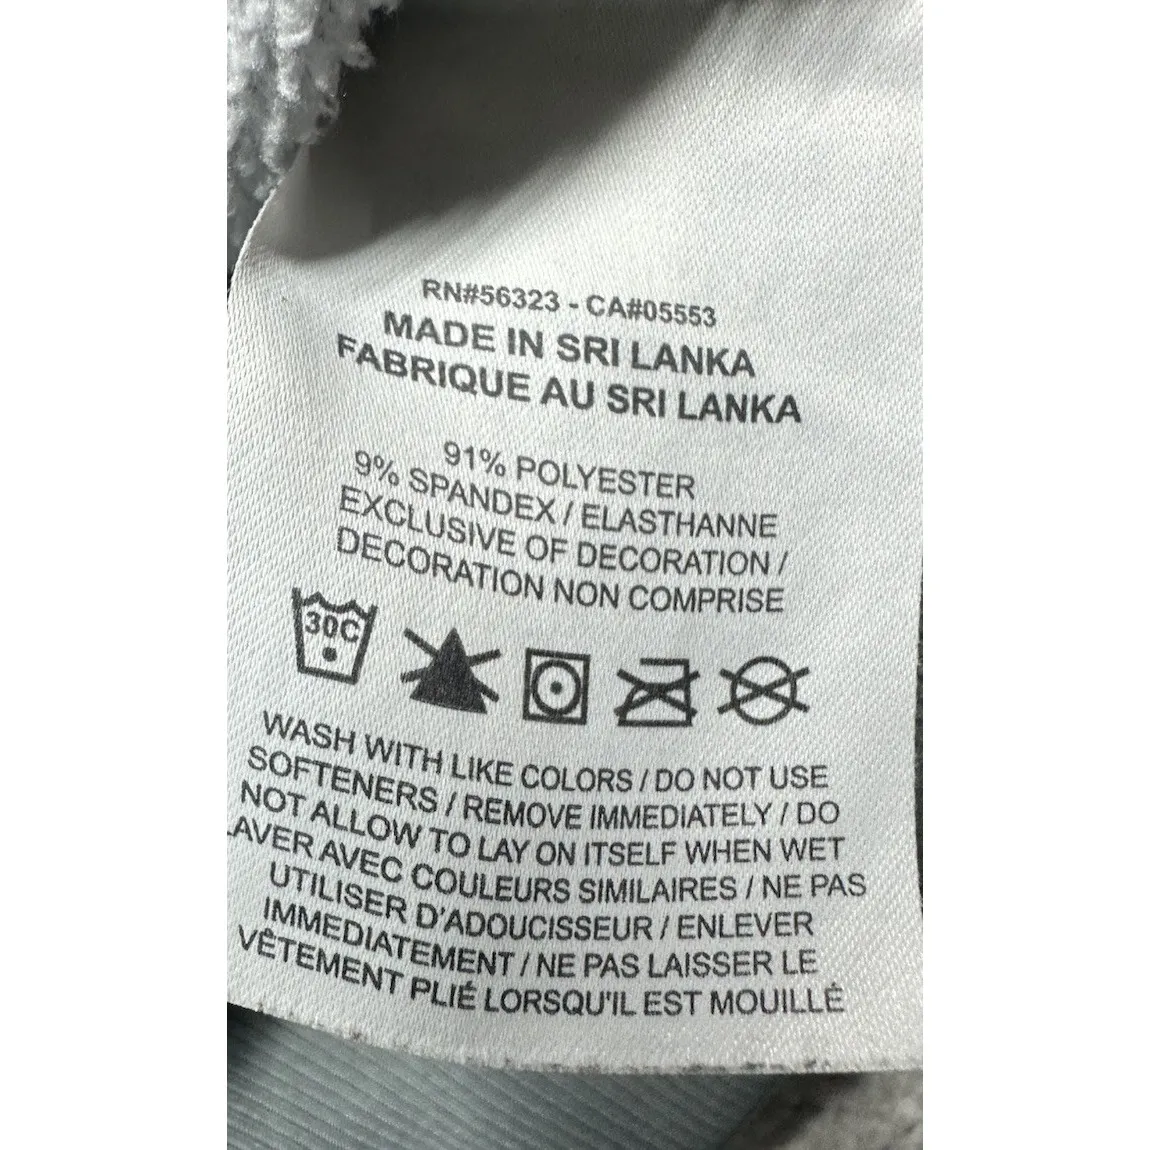 RN#56323 - CA#05553
MADE IN SRI LANKA
FABRIQUE AU SRI LANKA
91% POLYESTER
9% SPANDEX / ELASTHANNE
EXCLUSIVE OF DECORATION /
DECORATION NON COMPRISE
30C
WASH WITH LIKE COLORS / DO NOT USE
SOFTENERS / REMOVE IMMEDIATELY / DO
NOT ALLOW TO LAY ON ITSELF WHEN WET
LAVER AVEC COULEURS SIMILAIRES / NE PAS
UTILISER D'ADOUCISSEUR / ENLEVER
IMMEDIATEMENT / NE PAS LAISSER LE
VÊTEMENT PLIÉ LORSQU'IL EST MOUILLÉ